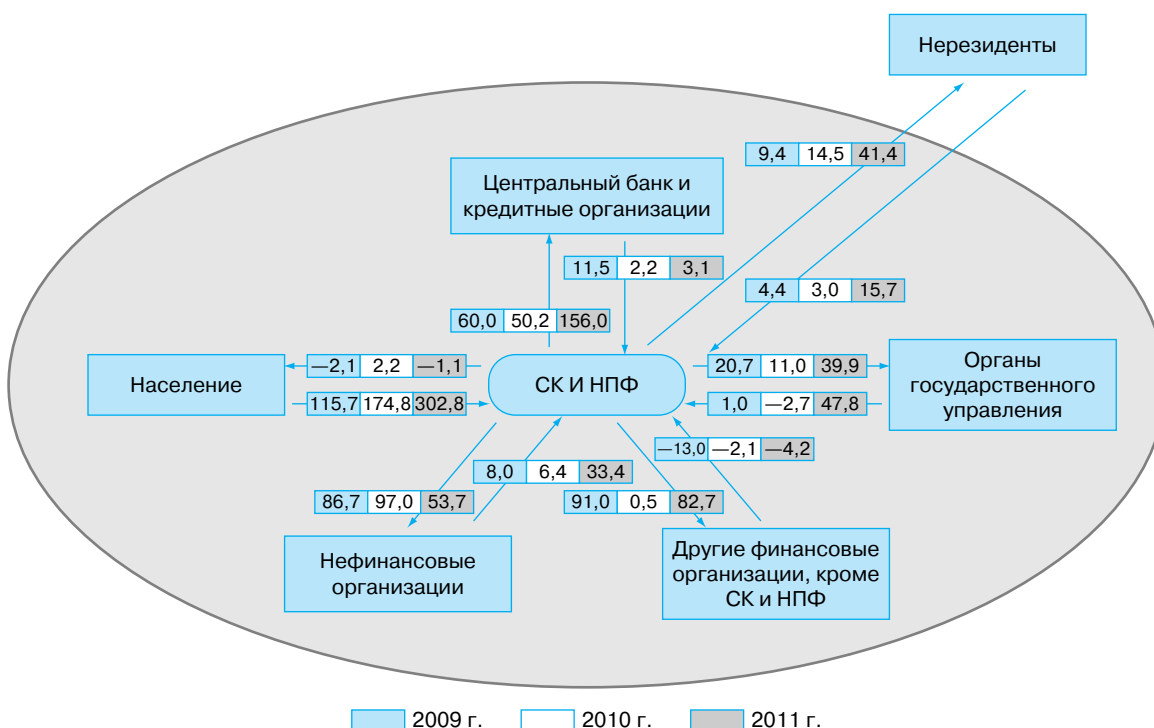 Нерезиденты
9,4 14,5 41,4
Центральный банк и
кредитные организации
11,5 2,2 3,1
4,4 3,0 15,7
60,0 50,2 156,0
Население
—2,1 2,2 —1,1
СК И НПФ
20,7 11,0 39,9
Органы
государственного
управления
115,7 174,8 302,8
1,0 —2,7 47,8
—13,0 —2,1 —4,2
8,0 6,4 33,4
86,7 97,0 53,7
91,0 0,5 82,7
Нефинансовые
организации
Другие финансовые
организации, кроме
СК и НПФ
2009 г. 2010 г. 2011 г.